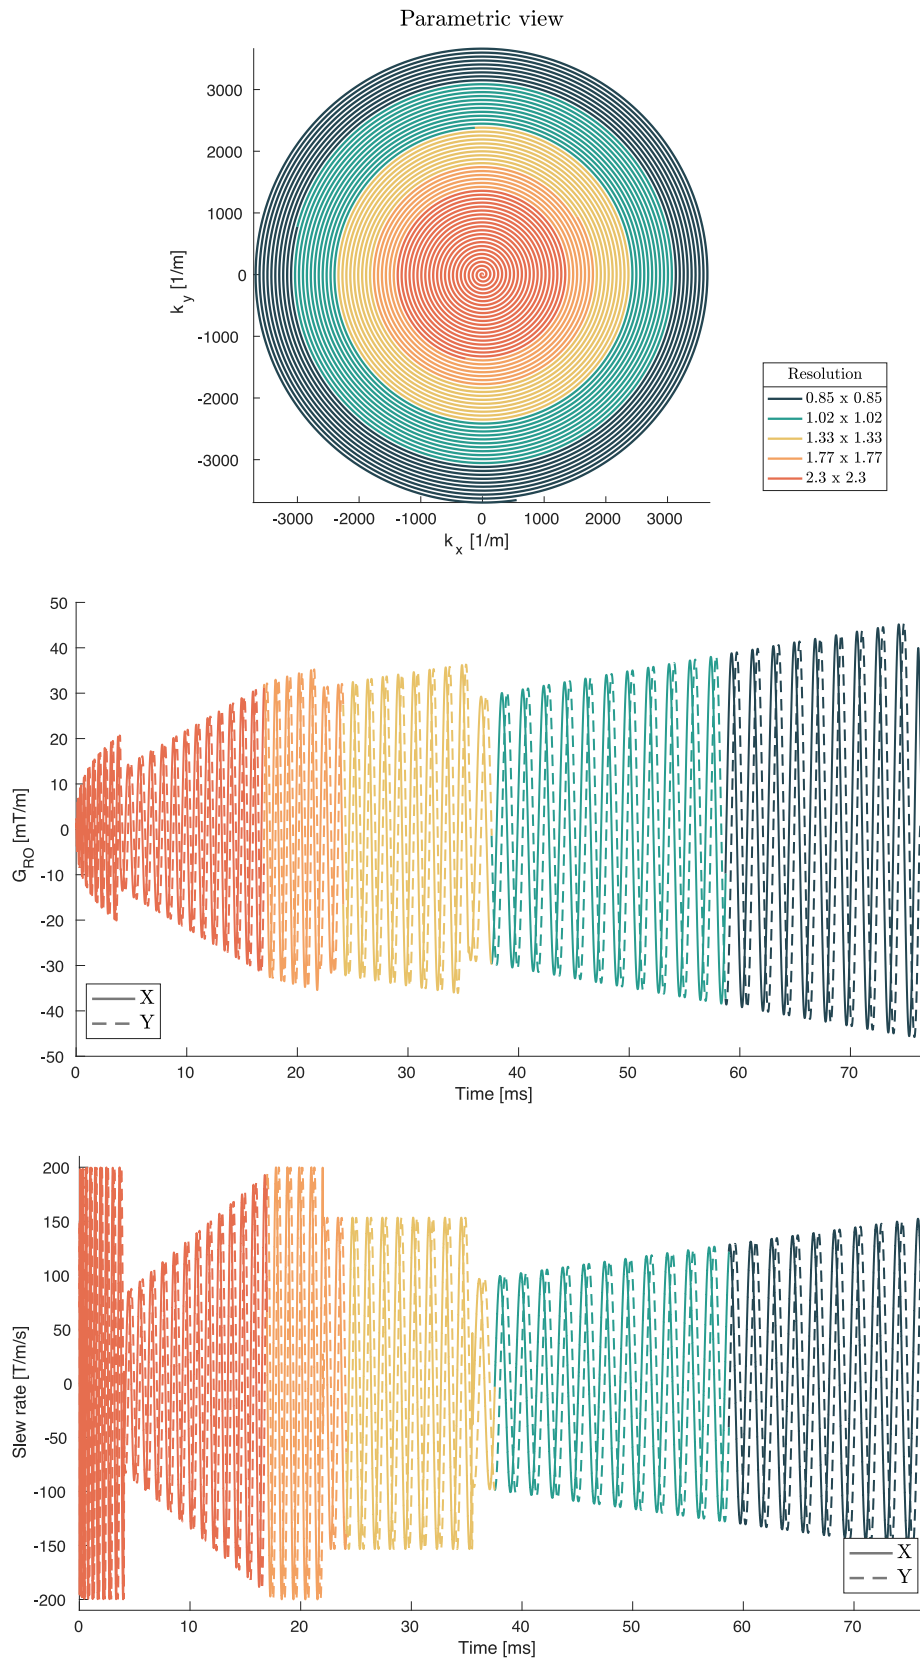 Parametric view
3000
2000
1000
0
-1000
-2000
-3000
k_y [1/m]
-3000 -2000 -1000 0 1000 2000 3000
k_x [1/m]
Resolution
0.85 x 0.85
1.02 x 1.02
1.33 x 1.33
1.77 x 1.77
2.3 x 2.3
50
40
30
20
10
0
-10
-20
-30
-40
-50
G_RO [mT/m]
X
Y
0 10 20 30 40 50 60 70
Time [ms]
200
150
100
50
0
-50
-100
-150
-200
Slew rate [T/m/s]
X
Y
0 10 20 30 40 50 60 70
Time [ms]